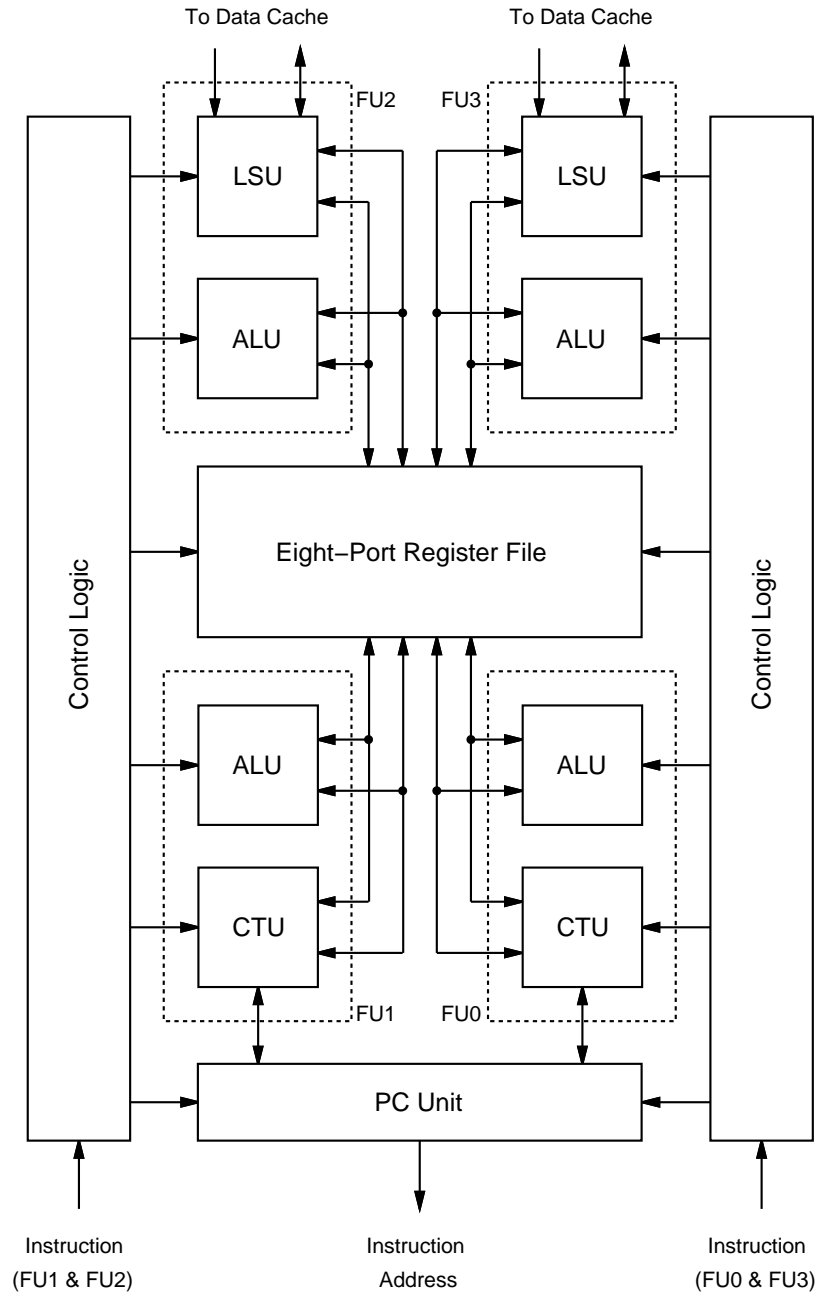 To Data Cache
To Data Cache
FU2
FU3
LSU
LSU
ALU
ALU
Control Logic
Eight–Port Register File
Control Logic
ALU
ALU
CTU
CTU
FU1
FU0
PC Unit
Instruction
(FU1 & FU2)
Instruction
Address
Instruction
(FU0 & FU3)